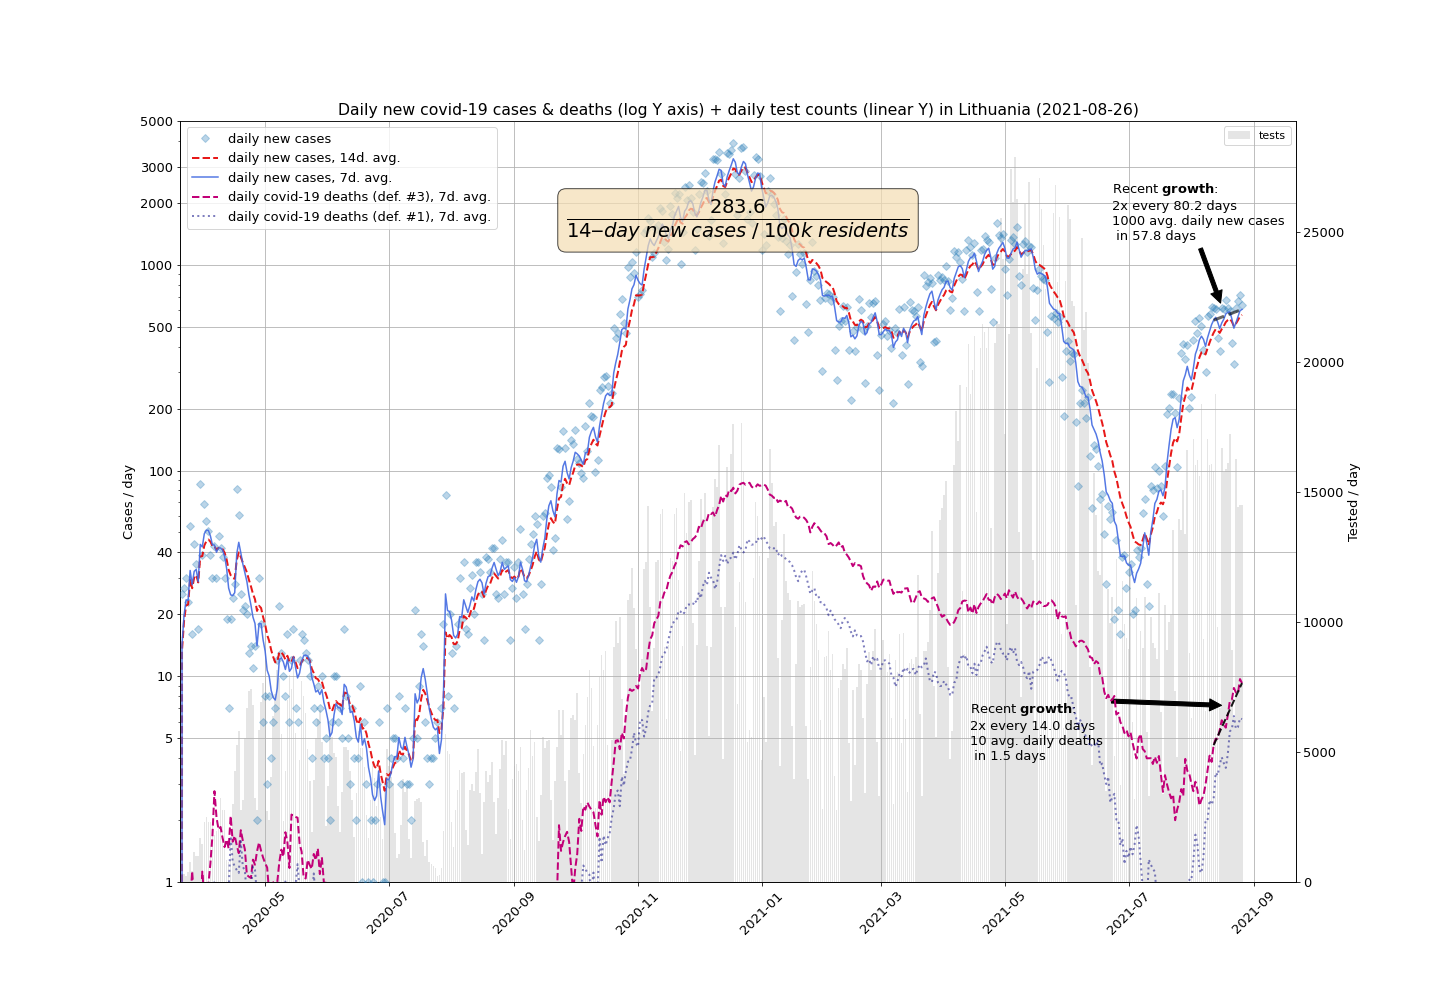 Daily new covid-19 cases & deaths (log Y axis) + daily test counts (linear Y) in Lithuania (2021-08-26)
daily new cases
daily new cases, 14d. avg.
daily new cases, 7d. avg.
daily covid-19 deaths (def. #3), 7d. avg.
daily covid-19 deaths (def. #1), 7d. avg.
tests
283.6
14–day new cases / 100k residents
Recent growth:
2x every 80.2 days
1000 avg. daily new cases
in 57.8 days
Recent growth:
2x every 14.0 days
10 avg. daily deaths
in 1.5 days
Cases / day
5000
3000
2000
1000
500
200
100
40
20
10
5
1
Tested / day
25000
20000
15000
10000
5000
0
2020-05
2020-07
2020-09
2020-11
2021-01
2021-03
2021-05
2021-07
2021-09